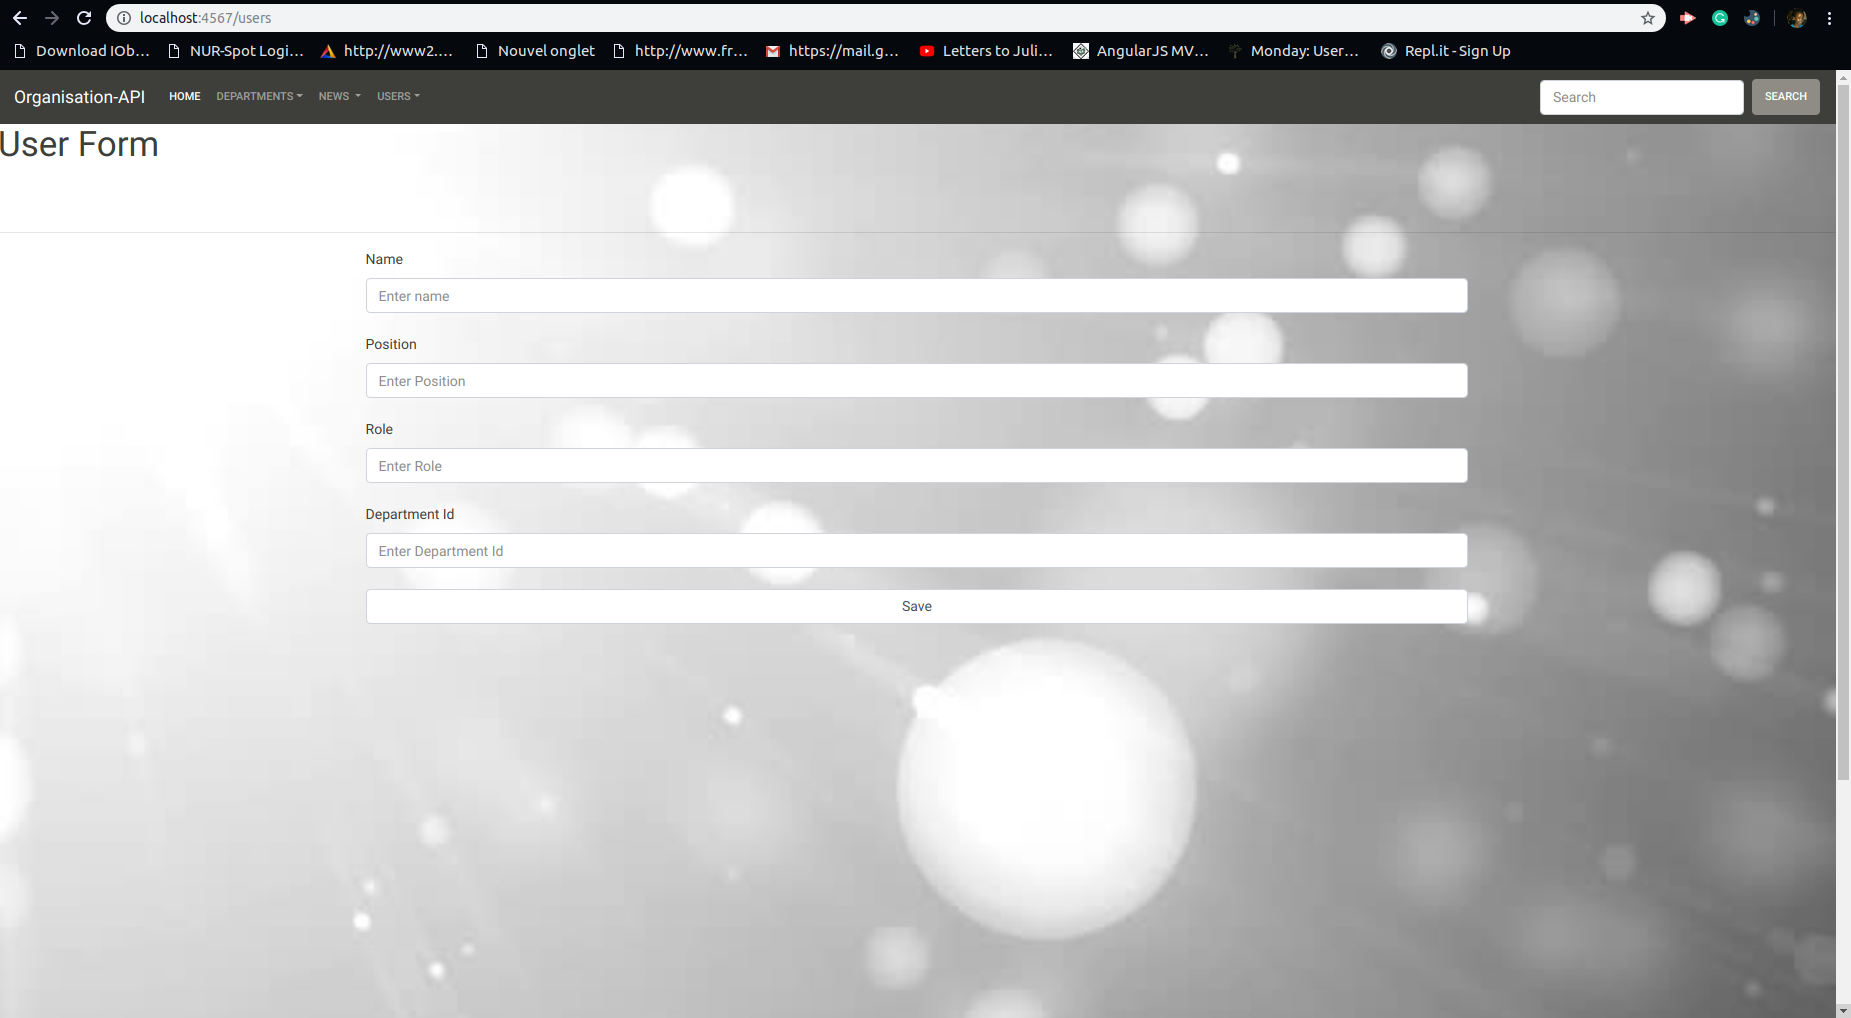 localhost:4567/users
Download IOb... NUR-Spot Logi... http://www2.... Nouvel onglet http://www.fr... https://mail.g... Letters to Juli... AngularJS MV... Monday: User... Repl.it - Sign Up
Organisation-API HOME DEPARTMENTS NEWS USERS Search SEARCH
User Form
Name
Enter name
Position
Enter Position
Role
Enter Role
Department Id
Enter Department Id
Save